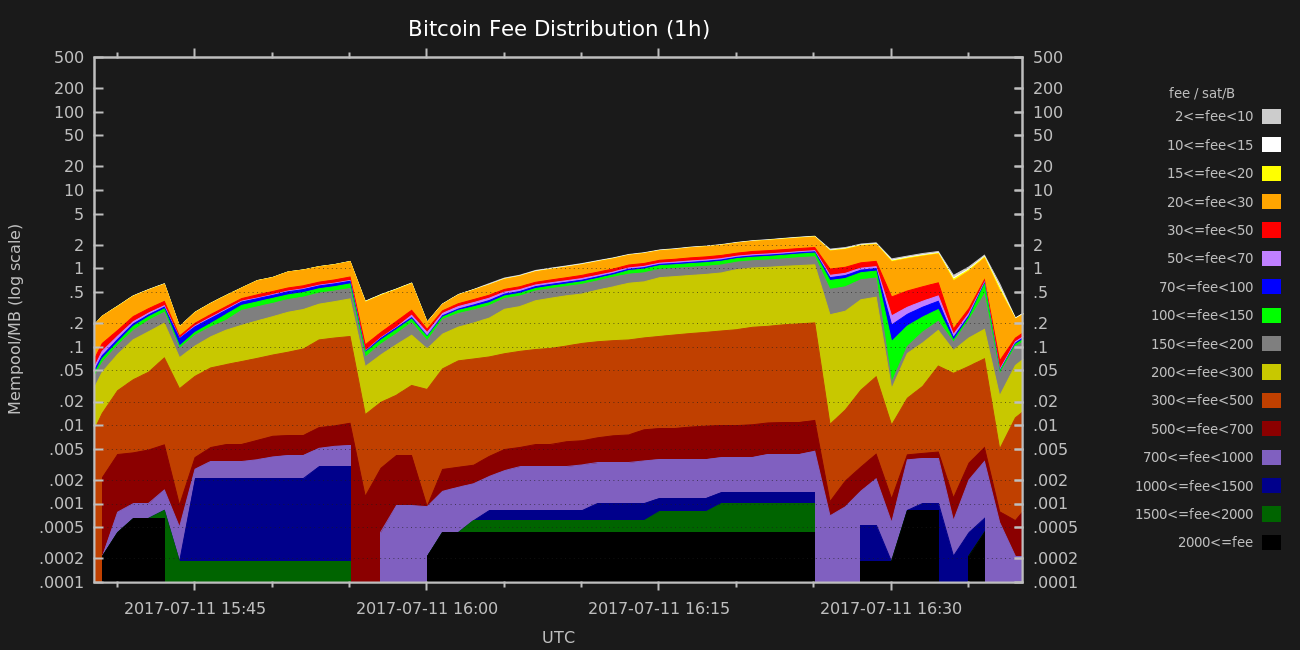 Bitcoin Fee Distribution (1h)
500 500
200 200
100 100
50 50
20 20
10 10
5 5
2 2
1 1
.5 .5
.2 .2
.1 .1
.05 .05
.02 .02
.01 .01
.005 .005
.002 .002
.001 .001
.0005 .0005
.0002 .0002
.0001 .0001
Mempool/MB (log scale)
2017-07-11 15:45 2017-07-11 16:00 2017-07-11 16:15 2017-07-11 16:30
UTC
fee / sat/B
2<=fee<10
10<=fee<15
15<=fee<20
20<=fee<30
30<=fee<50
50<=fee<70
70<=fee<100
100<=fee<150
150<=fee<200
200<=fee<300
300<=fee<500
500<=fee<700
700<=fee<1000
1000<=fee<1500
1500<=fee<2000
2000<=fee